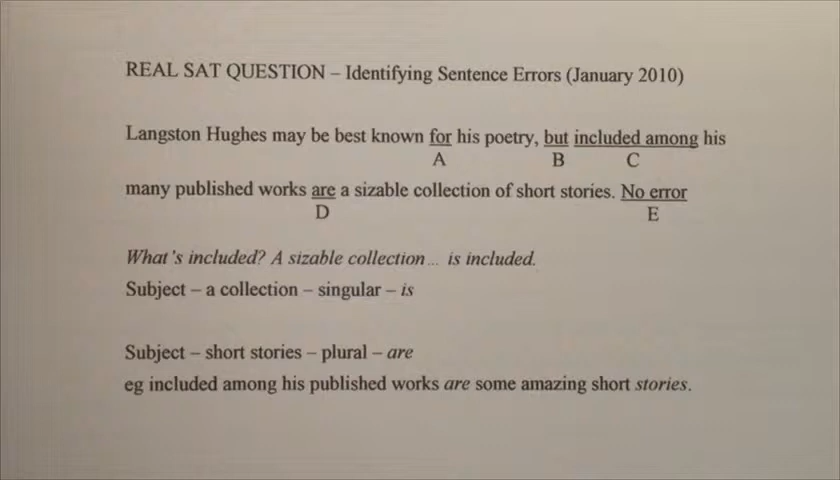 REAL SAT QUESTION – Identifying Sentence Errors (January 2010)
Langston Hughes may be best known for his poetry, but included among his
A B C
many published works are a sizable collection of short stories. No error
D E
What's included? A sizable collection... is included.
Subject – a collection – singular – is
Subject – short stories – plural – are
eg included among his published works are some amazing short stories.